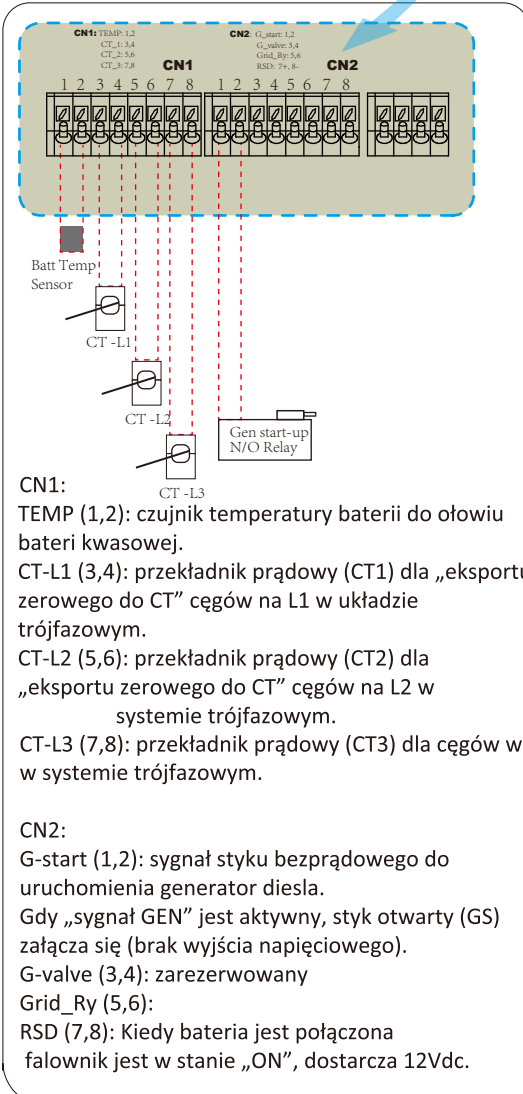 CN1: TEMP: 1,2
CT_1: 3,4
CT_2: 5,6
CT_3: 7,8
CN1
CN2: G_start: 1,2
G_valve: 3,4
Grid_Ry: 5,6
RSD: 7+, 8-
CN2
1 2 3 4 5 6 7 8
1 2 3 4 5 6 7 8
Batt Temp
Sensor
CT -L1
CT -L2
CT -L3
Gen start-up
N/O Relay
CN1:
TEMP (1,2): czujnik temperatury baterii do ołowiu
bateri kwasowej.
CT-L1 (3,4): przekładnik prądowy (CT1) dla „eksportu
zerowego do CT” cęgów na L1 w układzie
trójfazowym.
CT-L2 (5,6): przekładnik prądowy (CT2) dla
„eksportu zerowego do CT” cęgów na L2 w
systemie trójfazowym.
CT-L3 (7,8): przekładnik prądowy (CT3) dla cęgów w
w systemie trójfazowym.
CN2:
G-start (1,2): sygnał styku bezprądowego do
uruchomienia generator diesla.
Gdy „sygnał GEN” jest aktywny, styk otwarty (GS)
załącza się (brak wyjścia napięciowego).
G-valve (3,4): zarezerwowany
Grid_Ry (5,6):
RSD (7,8): Kiedy bateria jest połączona
falownik jest w stanie „ON”, dostarcza 12Vdc.